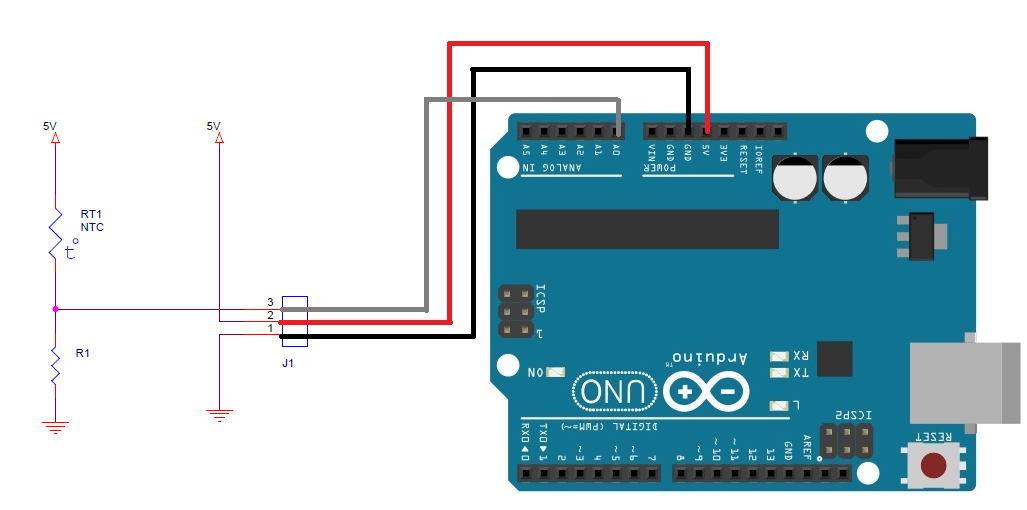 5V
RT1
NTC
t°
R1
5V
3
2
1
J1
A5
A4
A3
A2
A1
A0
ANALOG IN
VIN
GND
GND
5V
3V3
RESET
IOREF
POWER
ICSP
1
ON
UNO
Arduino
TM
RX
TX
L
ICSP2
RESET
DIGITAL (PWM=~)
RX0 ◄ 0
TX0 ► 1
2
~3
4
~5
~6
7
8
~9
~10
~11
12
13
GND
AREF